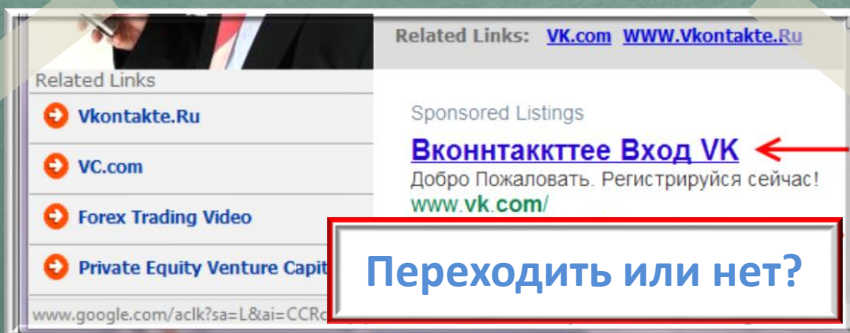 Related Links: VK.com WWW.Vkontakte.Ru
Related Links
Vkontakte.Ru
VC.com
Forex Trading Video
Private Equity Venture Capit
Sponsored Listings
Вконнтаккттее Вход VK
Добро Пожаловать. Регистрируйся сейчас!
www.vk.com/
Переходить или нет?
www.google.com/aclk?sa=L&ai=CCRc